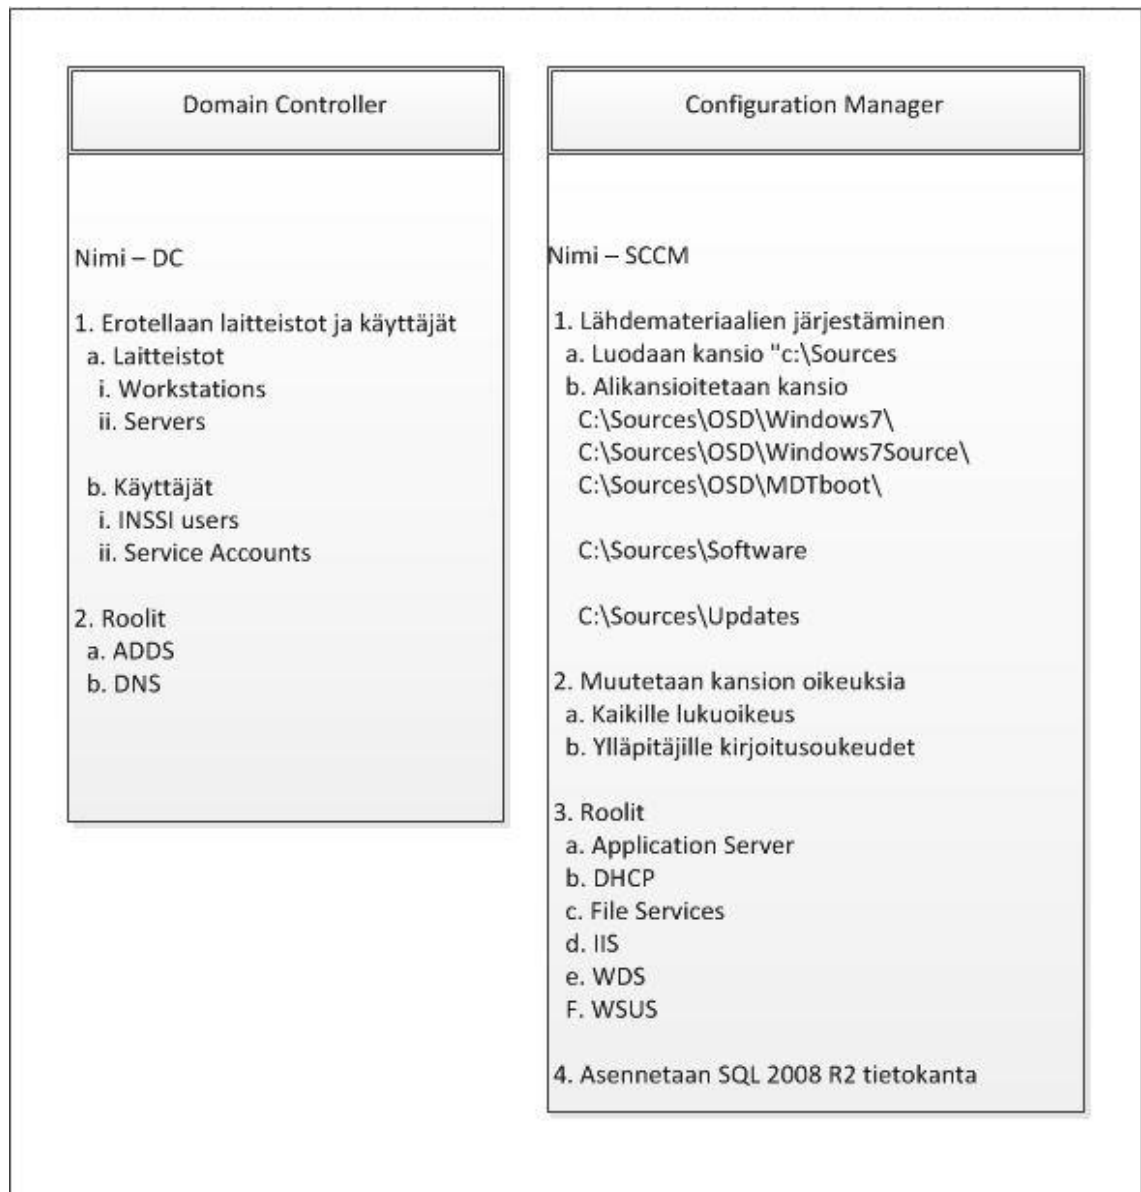 Domain Controller
Nimi – DC
1. Erotellaan laitteistot ja käyttäjät
a. Laitteistot
i. Workstations
ii. Servers
b. Käyttäjät
i. INSSI users
ii. Service Accounts
2. Roolit
a. ADDS
b. DNS
Configuration Manager
Nimi – SCCM
1. Lähdemateriaalien järjestäminen
a. Luodaan kansio "c:\Sources
b. Alikansioitetaan kansio
C:\Sources\OSD\Windows7\
C:\Sources\OSD\Windows7Source\
C:\Sources\OSD\MDTboot\
C:\Sources\Software
C:\Sources\Updates
2. Muutetaan kansion oikeuksia
a. Kaikille lukuoikeus
b. Ylläpitäjille kirjoitusoukeudet
3. Roolit
a. Application Server
b. DHCP
c. File Services
d. IIS
e. WDS
F. WSUS
4. Asennetaan SQL 2008 R2 tietokanta